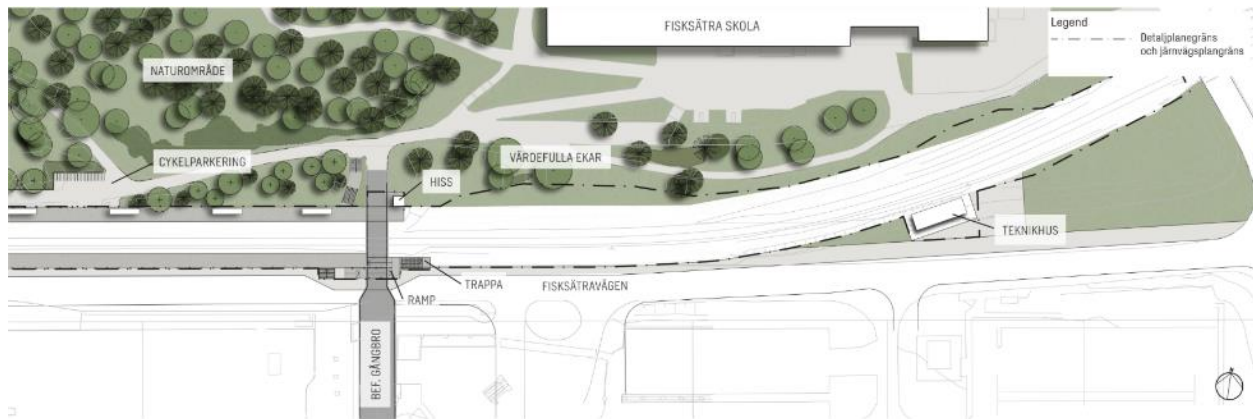 FISKSÄTRA SKOLA
Legend
Detaljplanegräns
och järnvägsplangräns
NATUROMRÅDE
CYKELPARKERING
VÄRDEFULLA EKAR
HISS
TEKNIKHUS
TRAPPA
FISKSÄTRAVÄGEN
RAMP
BEF. GÅNGBRO